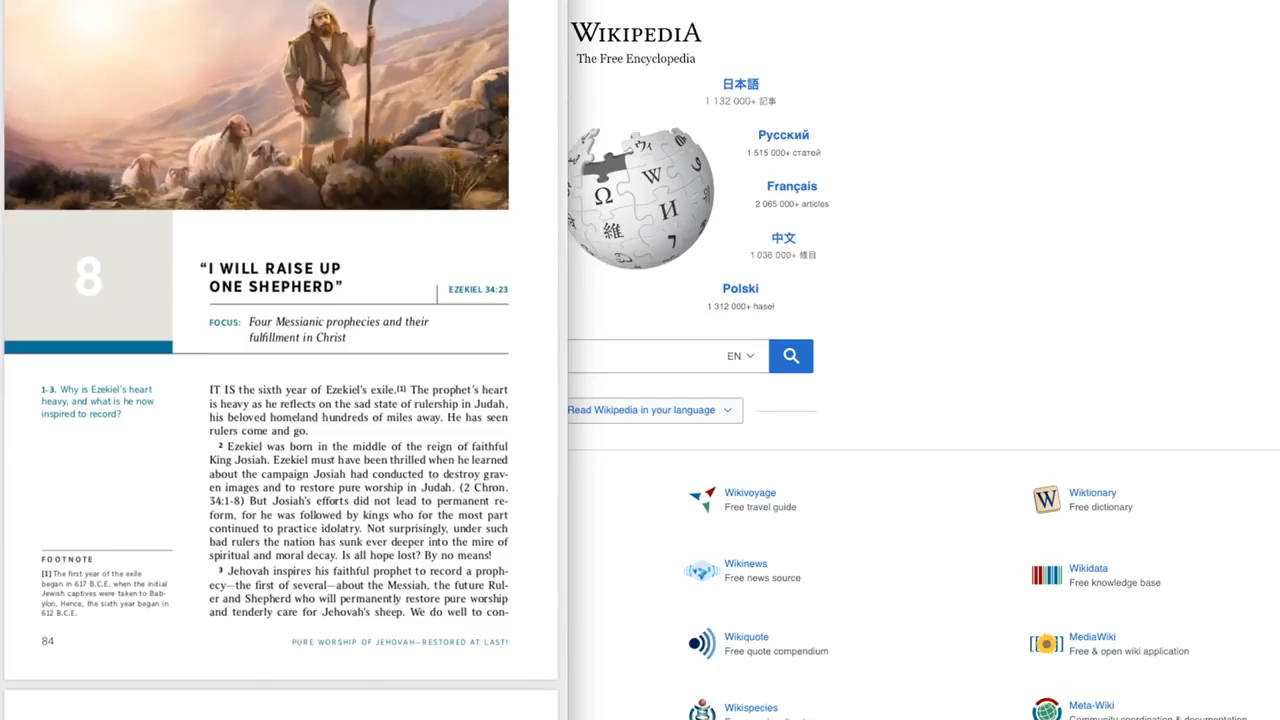 8
“I WILL RAISE UP
ONE SHEPHERD”
EZEKIEL 34:23
FOCUS: Four Messianic prophecies and their
fulfillment in Christ
1-3. Why is Ezekiel’s heart
heavy, and what is he now
inspired to record?
IT IS the sixth year of Ezekiel’s exile.[1] The prophet’s heart
is heavy as he reflects on the sad state of rulership in Judah,
his beloved homeland hundreds of miles away. He has seen
rulers come and go.
2 Ezekiel was born in the middle of the reign of faithful
King Josiah. Ezekiel must have been thrilled when he learned
about the campaign Josiah had conducted to destroy grav-
en images and to restore pure worship in Judah. (2 Chron.
34:1-8) But Josiah’s efforts did not lead to permanent re-
form, for he was followed by kings who for the most part
continued to practice idolatry. Not surprisingly, under such
bad rulers the nation has sunk ever deeper into the mire of
spiritual and moral decay. Is all hope lost? By no means!
3 Jehovah inspires his faithful prophet to record a proph-
ecy—the first of several—about the Messiah, the future Rul-
er and Shepherd who will permanently restore pure worship
and tenderly care for Jehovah’s sheep. We do well to con-
FOOTNOTE
[1] The first year of the exile
began in 617 B.C.E. when the initial
Jewish captives were taken to Bab-
ylon. Hence, the sixth year began in
612 B.C.E.
84
PURE WORSHIP OF JEHOVAH—RESTORED AT LAST!
WIKIPEDIA
The Free Encyclopedia
日本語
1 132 000+ 記事
Русский
1 515 000+ статей
Français
2 065 000+ articles
中文
1 036 000+ 條目
Polski
1 312 000+ haseł
Ω
W
ウィ
維
И
EN
Read Wikipedia in your language
Wikivoyage
Free travel guide
W
Wiktionary
Free dictionary
Wikinews
Free news source
Wikidata
Free knowledge base
Wikiquote
Free quote compendium
MediaWiki
Free & open wiki application
Wikispecies
Meta-Wiki
Community coordination & documentation